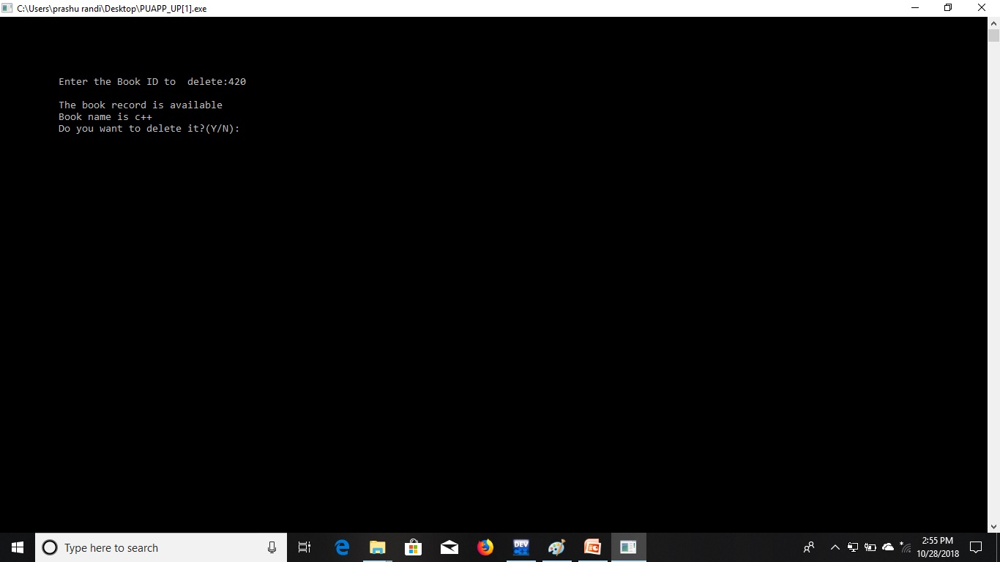 C:\Users\prashu randi\Desktop\PUAPP_UP[1].exe
Enter the Book ID to  delete:420
The book record is available
Book name is c++
Do you want to delete it?(Y/N):
Type here to search
DEV
2:55 PM
10/28/2018